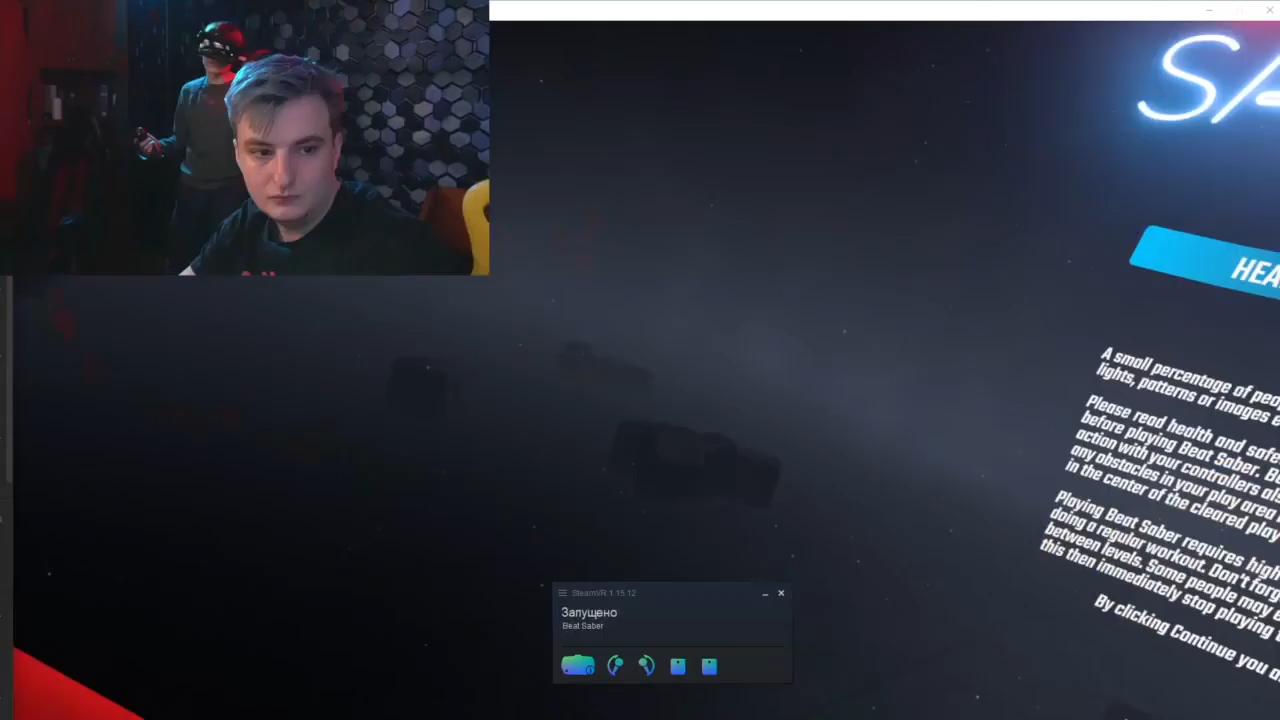 SA
HEA
A small percentage of peo
lights, patterns or images e
Please read health and safe
before playing Beat Saber. Be
action with your controllers al
any obstacles in your play area
in the center of the cleared play
Playing Beat Saber requires high
doing a regular workout. Don't forg
between levels. Some people may e
this then immediately stop playing
By clicking Continue you a
SteamVR 1.15.12
Запущено
Beat Saber